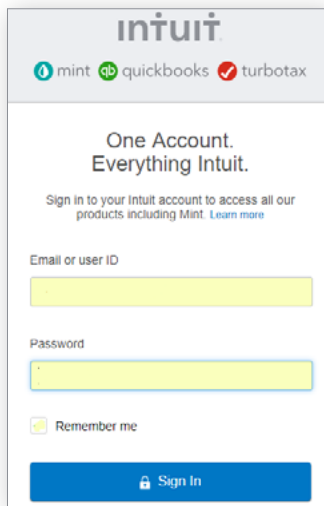 intuit
mint quickbooks turbotax
One Account.
Everything Intuit.
Sign in to your Intuit account to access all our
products including Mint. Learn more
Email or user ID
Password
Remember me
Sign In